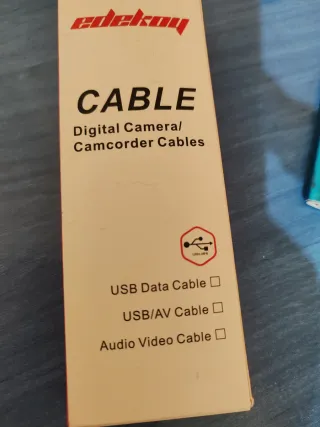 edekoy
CABLE
Digital Camera/
Camcorder Cables
USB Data Cable
USB/AV Cable
Audio Video Cable